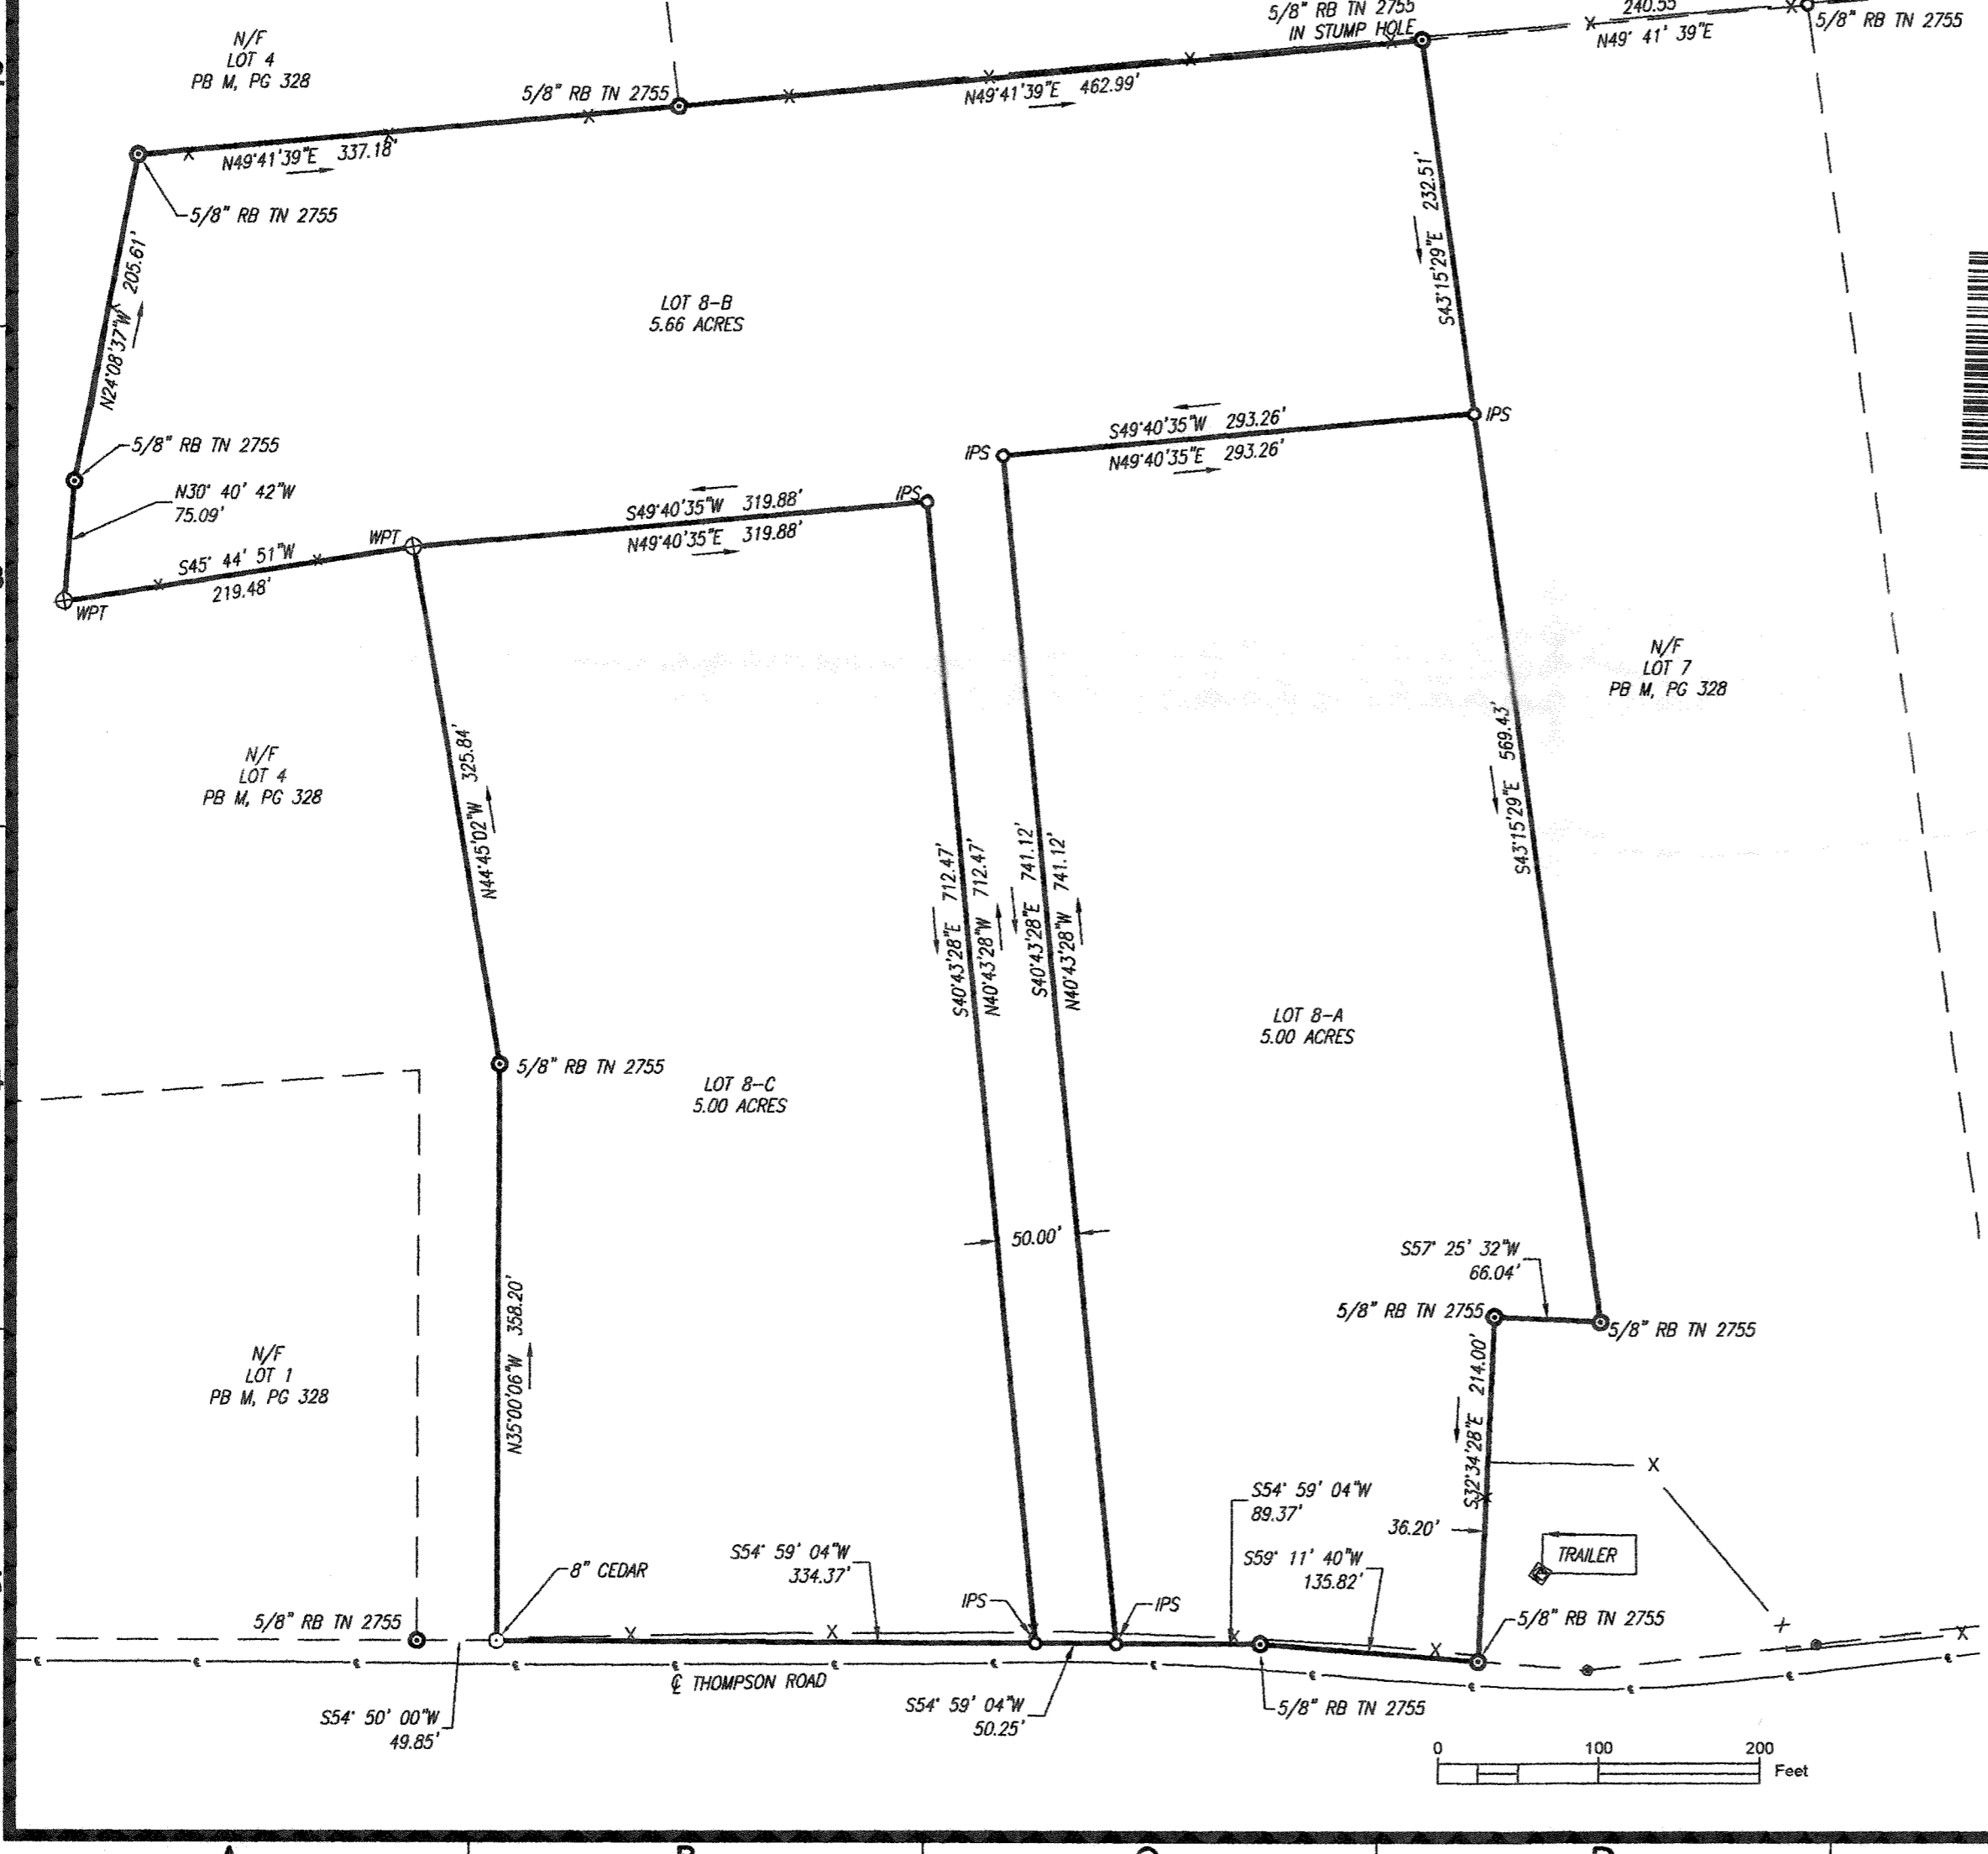 5/8" RB TN 2755
IN STUMP HOLE
240.55
N49° 41' 39"E
5/8" RB TN 2755
N/F
LOT 4
PB M, PG 328
5/8" RB TN 2755
N49°41'39"E 462.99'
N49°41'39"E 337.18'
5/8" RB TN 2755
N24°08'37"W 205.61'
S43°15'29"E 232.51'
LOT 8-B
5.66 ACRES
5/8" RB TN 2755
N30° 40' 42"W
75.09'
S49°40'35"W 293.26'
N49°40'35"E 293.26'
IPS
IPS
IPS
S49°40'35"W 319.88'
N49°40'35"E 319.88'
WPT
S45° 44' 51"W
219.48'
WPT
N/F
LOT 7
PB M, PG 328
N/F
LOT 4
PB M, PG 328
N44°45'02"W 325.84'
S40°43'28"E 712.47'
N40°43'28"W 712.47'
S40°43'28"E 741.12'
N40°43'28"W 741.12'
S43°15'29"E 569.43'
LOT 8-A
5.00 ACRES
5/8" RB TN 2755
LOT 8-C
5.00 ACRES
50.00'
S57° 25' 32"W
66.04'
5/8" RB TN 2755
5/8" RB TN 2755
N/F
LOT 1
PB M, PG 328
N35°00'06"W 358.20'
S32°34'28"E 214.00'
S54° 59' 04"W
89.37'
36.20'
S59° 11' 40"W
135.82'
TRAILER
8" CEDAR
S54° 59' 04"W
334.37'
IPS
IPS
5/8" RB TN 2755
5/8" RB TN 2755
℄ THOMPSON ROAD
S54° 50' 00"W
49.85'
S54° 59' 04"W
50.25'
5/8" RB TN 2755
0 100 200
Feet